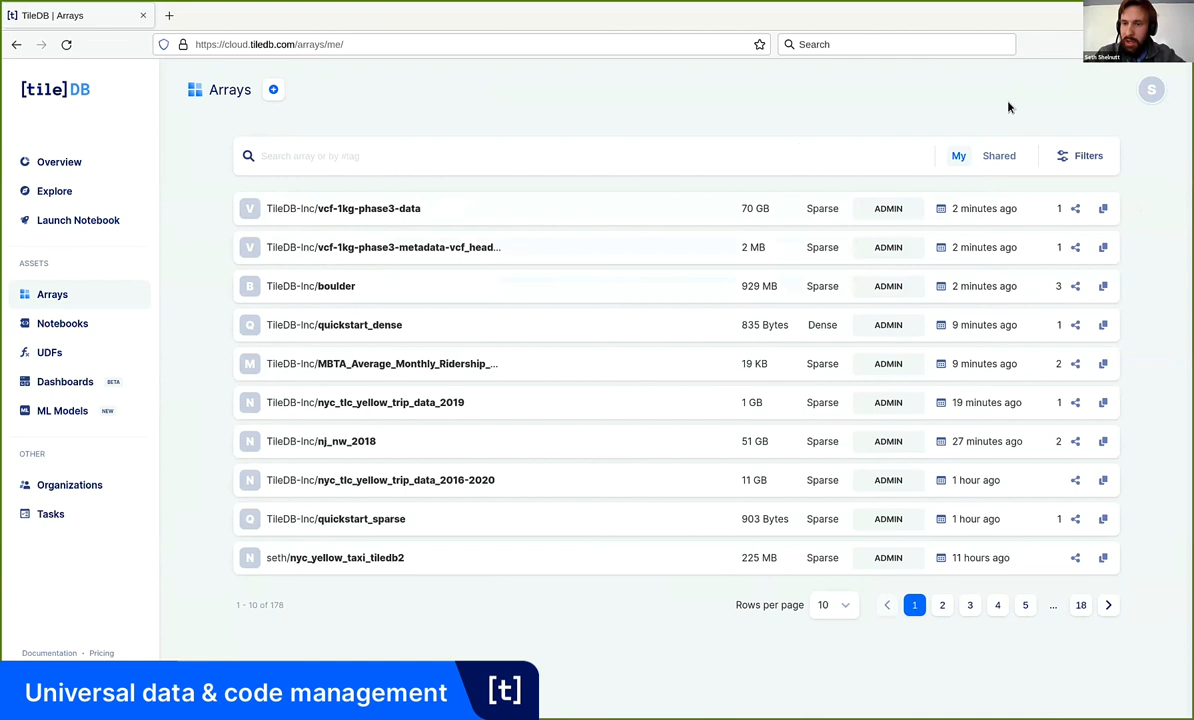 [t] TileDB | Arrays
https://cloud.tiledb.com/arrays/me/
Search
Seth Shelnutt
[tile]DB
Arrays
S
Overview
Explore
Launch Notebook
ASSETS
Arrays
Notebooks
UDFs
Dashboards BETA
ML Models NEW
OTHER
Organizations
Tasks
Search array or by #tag
My Shared Filters
V TileDB-Inc/vcf-1kg-phase3-data 70 GB Sparse ADMIN 2 minutes ago 1
V TileDB-Inc/vcf-1kg-phase3-metadata-vcf_head... 2 MB Sparse ADMIN 2 minutes ago 1
B TileDB-Inc/boulder 929 MB Sparse ADMIN 2 minutes ago 3
Q TileDB-Inc/quickstart_dense 835 Bytes Dense ADMIN 9 minutes ago 1
M TileDB-Inc/MBTA_Average_Monthly_Ridership_... 19 KB Sparse ADMIN 9 minutes ago 2
N TileDB-Inc/nyc_tlc_yellow_trip_data_2019 1 GB Sparse ADMIN 19 minutes ago 1
N TileDB-Inc/nj_nw_2018 51 GB Sparse ADMIN 27 minutes ago 2
N TileDB-Inc/nyc_tlc_yellow_trip_data_2016-2020 11 GB Sparse ADMIN 1 hour ago
Q TileDB-Inc/quickstart_sparse 903 Bytes Sparse ADMIN 1 hour ago 1
N seth/nyc_yellow_taxi_tiledb2 225 MB Sparse ADMIN 11 hours ago
1 - 10 of 178
Rows per page 10
1 2 3 4 5 ... 18
Documentation · Pricing
Universal data & code management [t]